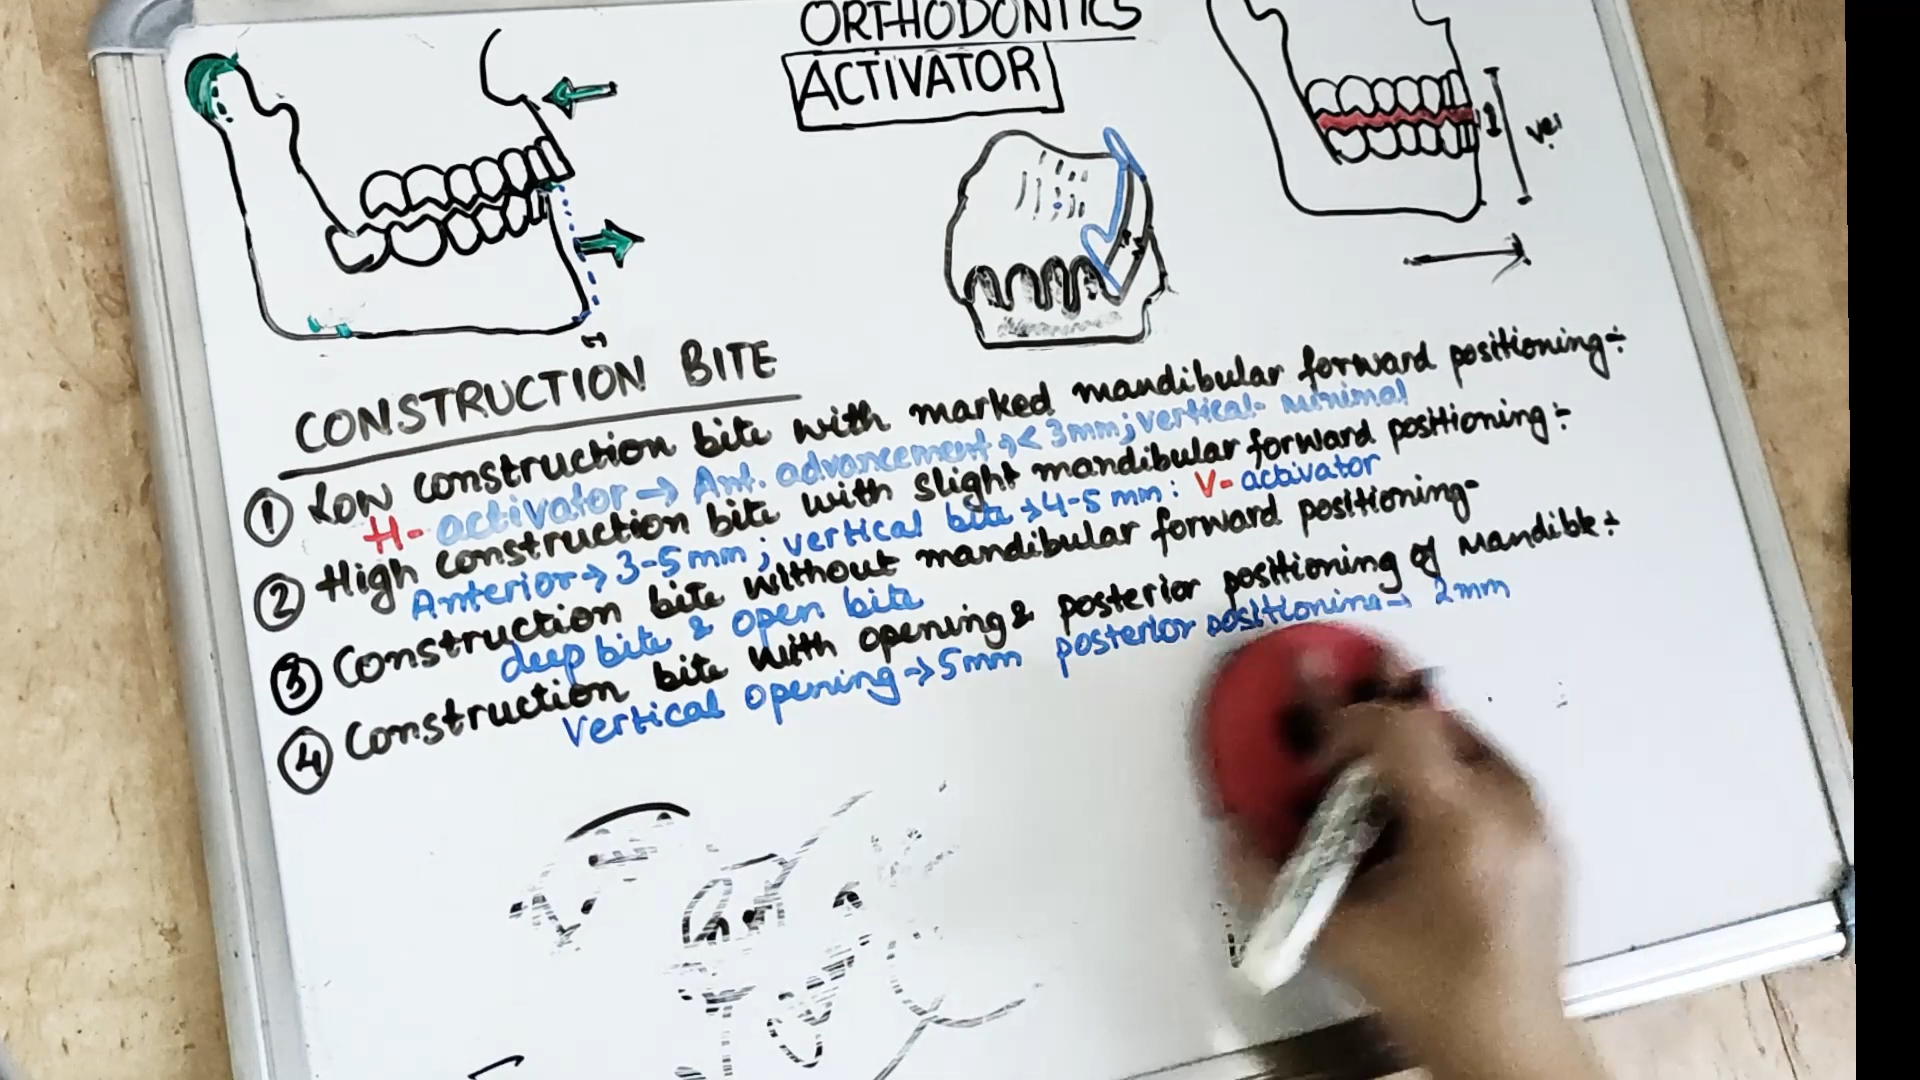 ORTHODONTICS
ACTIVATOR
CONSTRUCTION BITE
① Low construction bite with marked mandibular forward positioning:-
H- activator → Ant. advancement → < 3mm; vertical- minimal
② High construction bite with slight mandibular forward positioning:-
Anterior → 3-5mm; vertical bite → 4-5 mm: V- activator
③ Construction bite without mandibular forward positioning-
deep bite & open bite
④ Construction bite with opening & posterior positioning of Mandible:-
Vertical opening → 5mm posterior positioning → 2mm